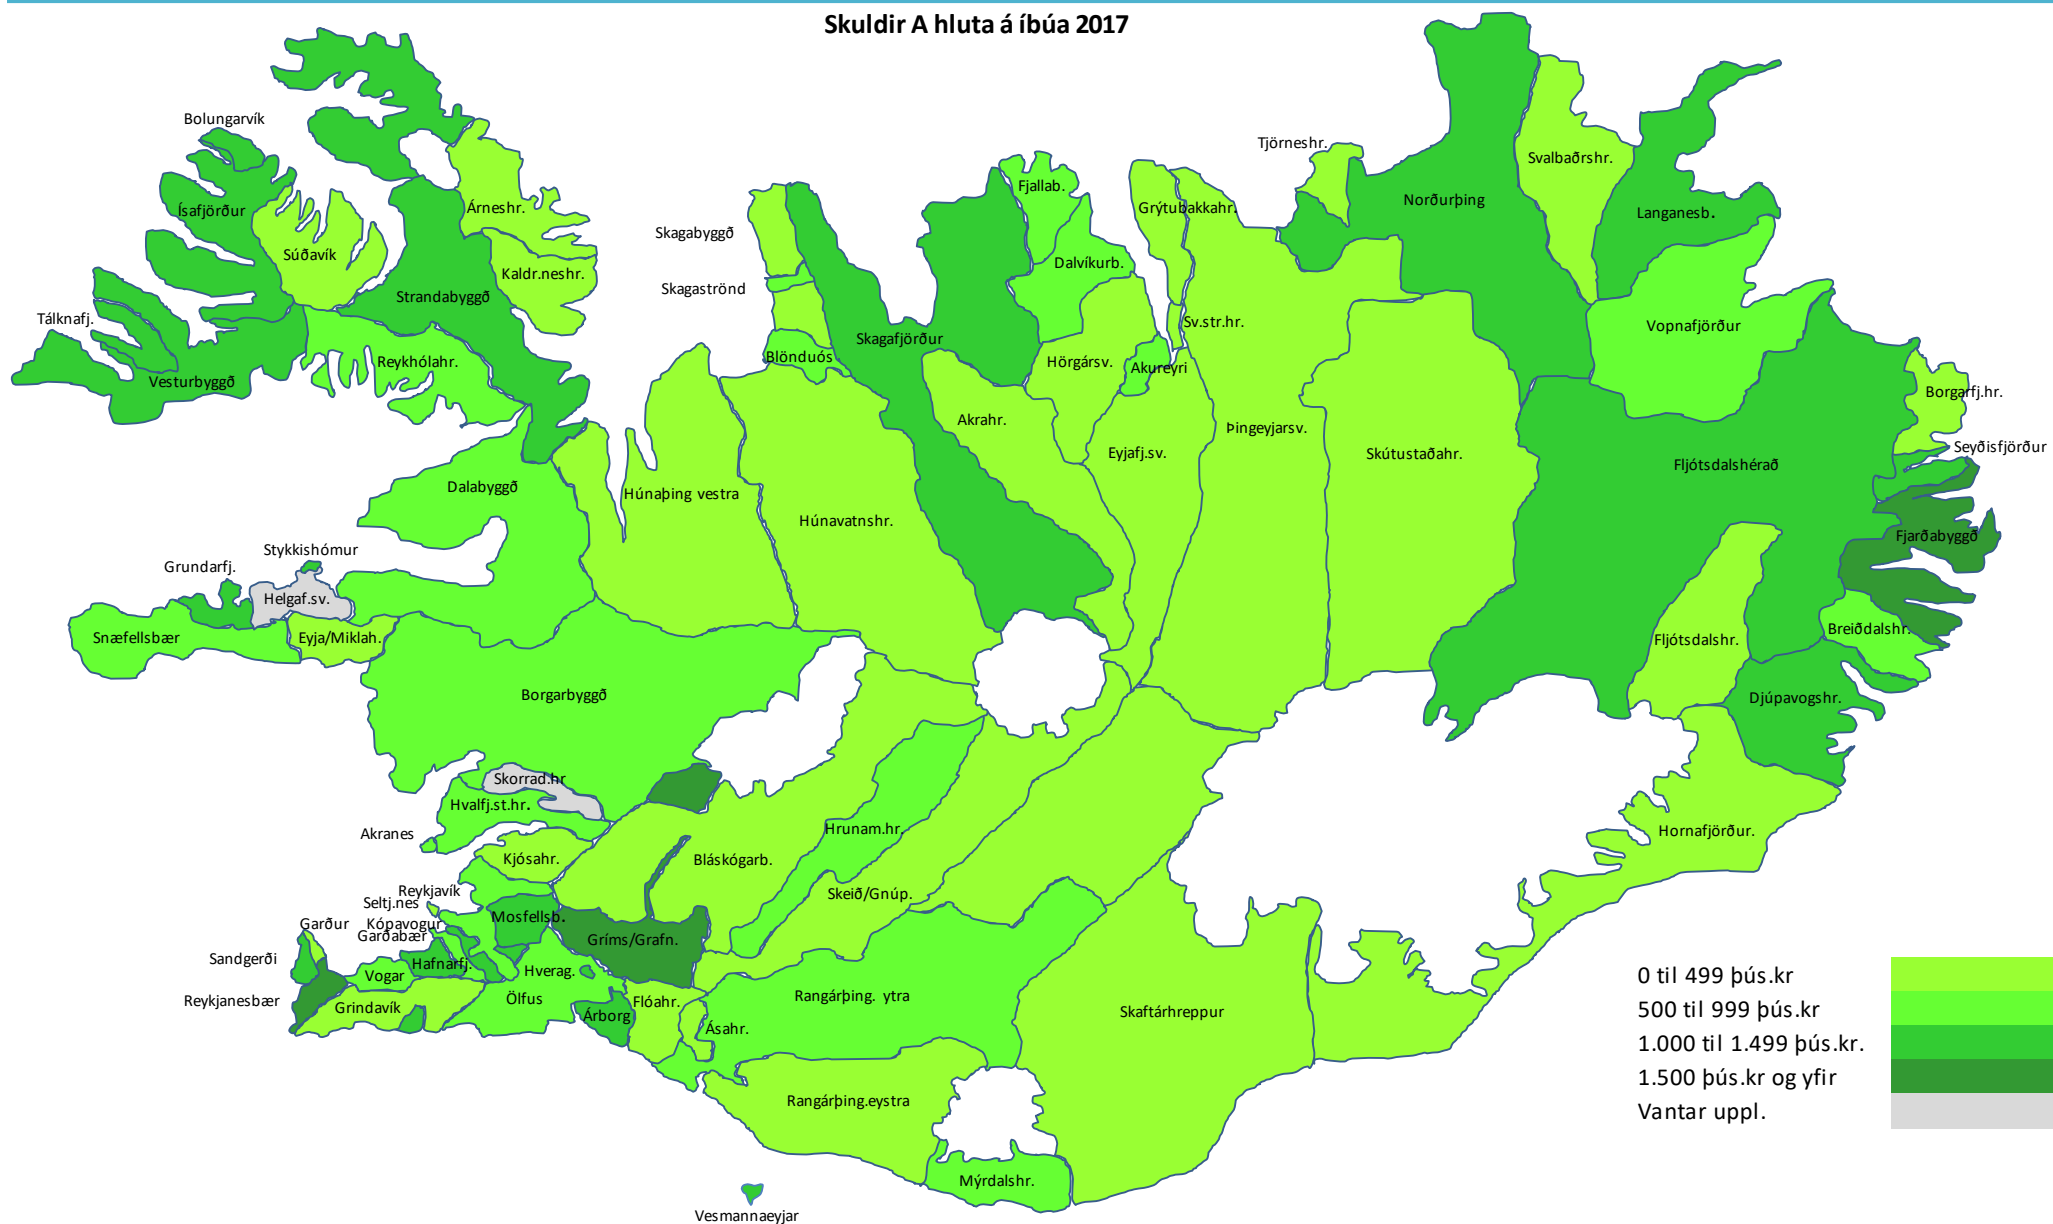 Skuldir A hluta á íbúa 2017
Bolungarvík
Ísafjörður
Súðavík
Árneshr.
Kaldr.neshr.
Strandabyggð
Tálknafj.
Vesturbyggð
Reykhólahr.
Skagabyggð
Skagaströnd
Blönduós
Skagafjörður
Fjallab.
Dalvíkurb.
Grýtubakkahr.
Sv.str.hr.
Hörgársv.
Akureyri
Tjörneshr.
Norðurþing
Svalbaðrshr.
Langanesb.
Vopnafjörður
Borgarfj.hr.
Seyðisfjörður
Fljótsdalshérað
Fjarðabyggð
Breiðdalshr.
Fljótsdalshr.
Djúpavogshr.
Akrahr.
Eyjafj.sv.
Þingeyjarsv.
Skútustaðahr.
Dalabyggð
Húnaþing vestra
Húnavatnshr.
Stykkishómur
Grundarfj.
Helgaf.sv.
Snæfellsbær
Eyja/Miklah.
Borgarbyggð
Skorrad.hr
Hvalfj.st.hr.
Akranes
Kjósahr.
Bláskógarb.
Hrunam.hr.
Skeið/Gnúp.
Hornafjörður.
Reykjavík
Seltj.nes
Kópavogur
Garðabær
Garður
Mosfellsb.
Gríms/Grafn.
Sandgerði
Hafnarfj.
Vogar
Hverag.
Reykjanesbær
Grindavík
Ölfus
Árborg
Flóahr.
Ásahr.
Rangárþing. ytra
Skaftárhreppur
Rangárþing.eystra
Mýrdalshr.
Vesmannaeyjar
0 til 499 þús.kr
500 til 999 þús.kr
1.000 til 1.499 þús.kr.
1.500 þús.kr og yfir
Vantar uppl.